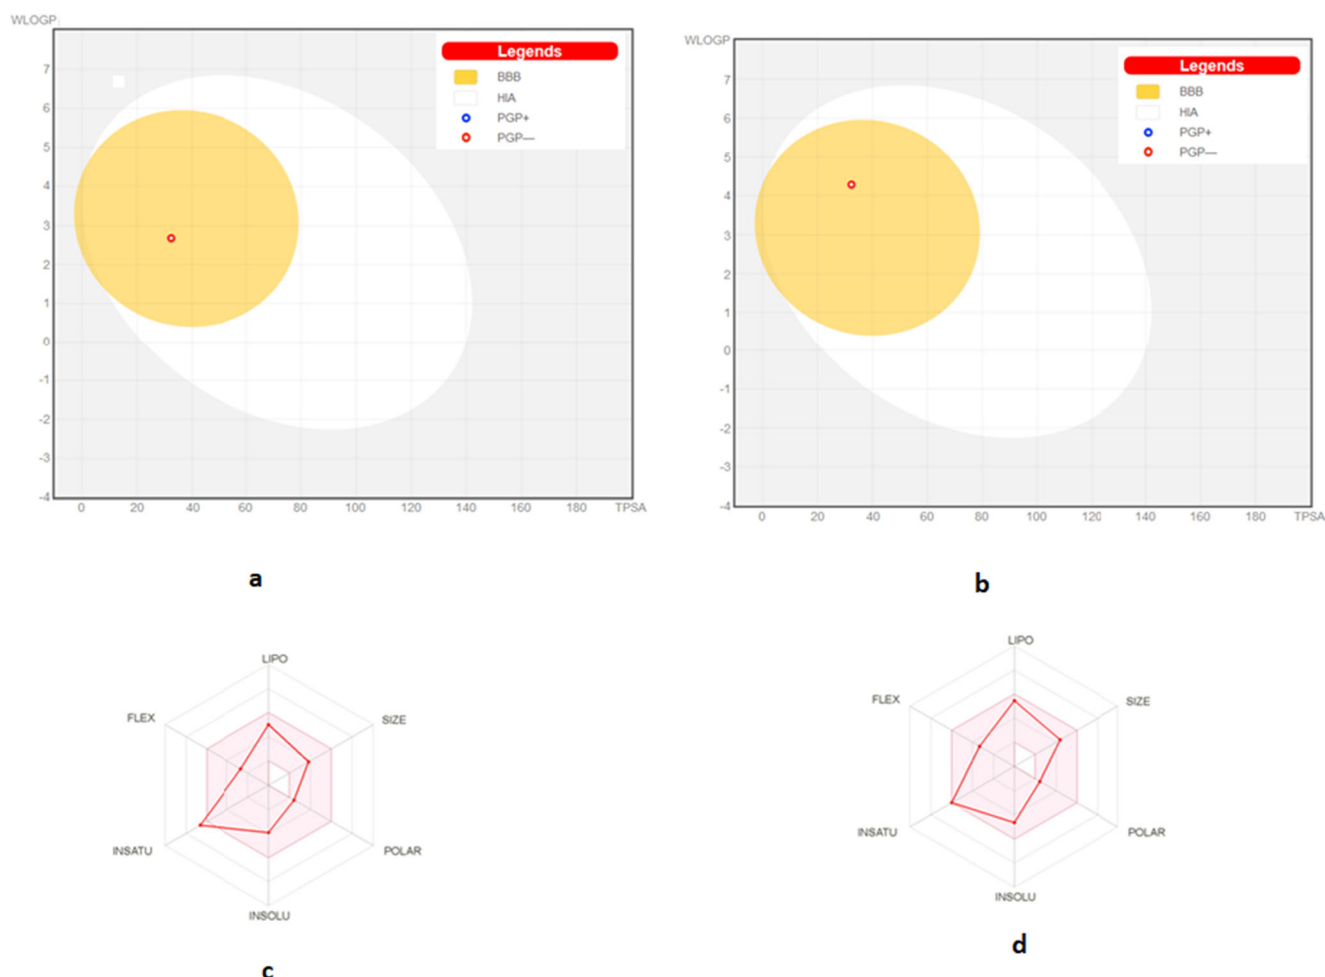 WLOGP
Legends
BBB
HIA
PGP+
PGP—
7
6
5
4
3
2
1
0
-1
-2
-3
-4
0 20 40 60 80 100 120 140 160 180 TPSA
a
WLOGP
Legends
BBB
HIA
PGP+
PGP—
7
6
5
4
3
2
1
0
-1
-2
-3
-4
0 20 40 60 80 100 120 140 160 180 TPSA
b
LIPO
FLEX SIZE
INSATU POLAR
INSOLU
c
LIPO
FLEX SIZE
INSATU POLAR
INSOLU
d